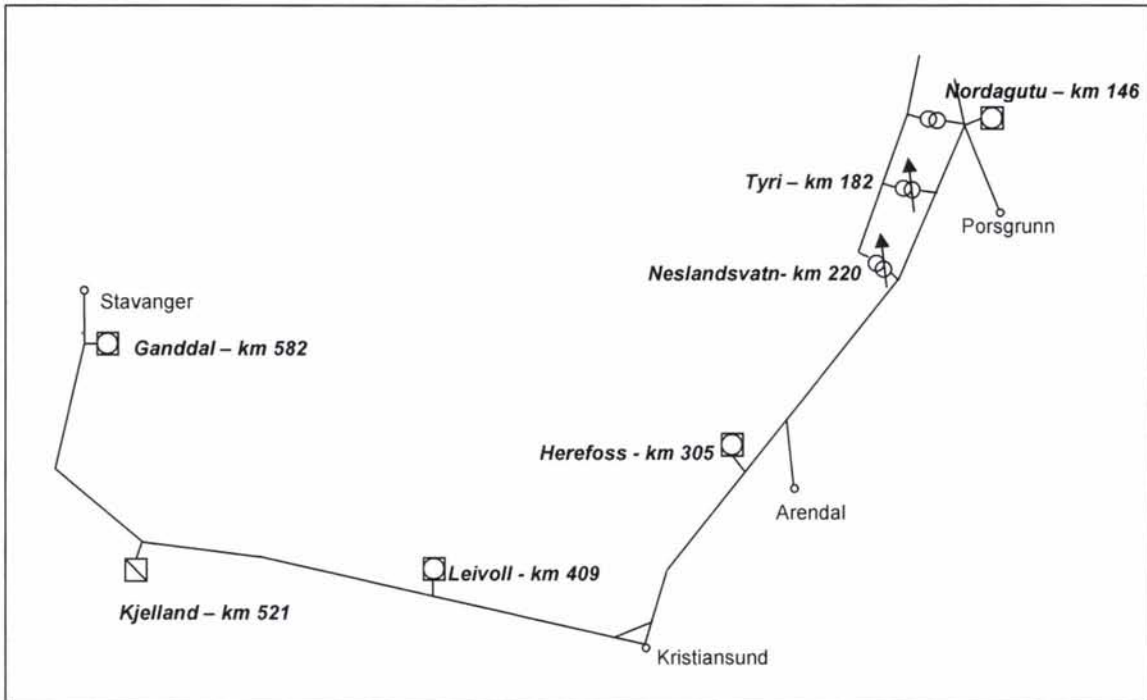 Nordagutu – km 146
Tyri – km 182
Porsgrunn
Neslandsvatn- km 220
Stavanger
Ganddal – km 582
Herefoss - km 305
Arendal
Leivoll - km 409
Kjelland – km 521
Kristiansund